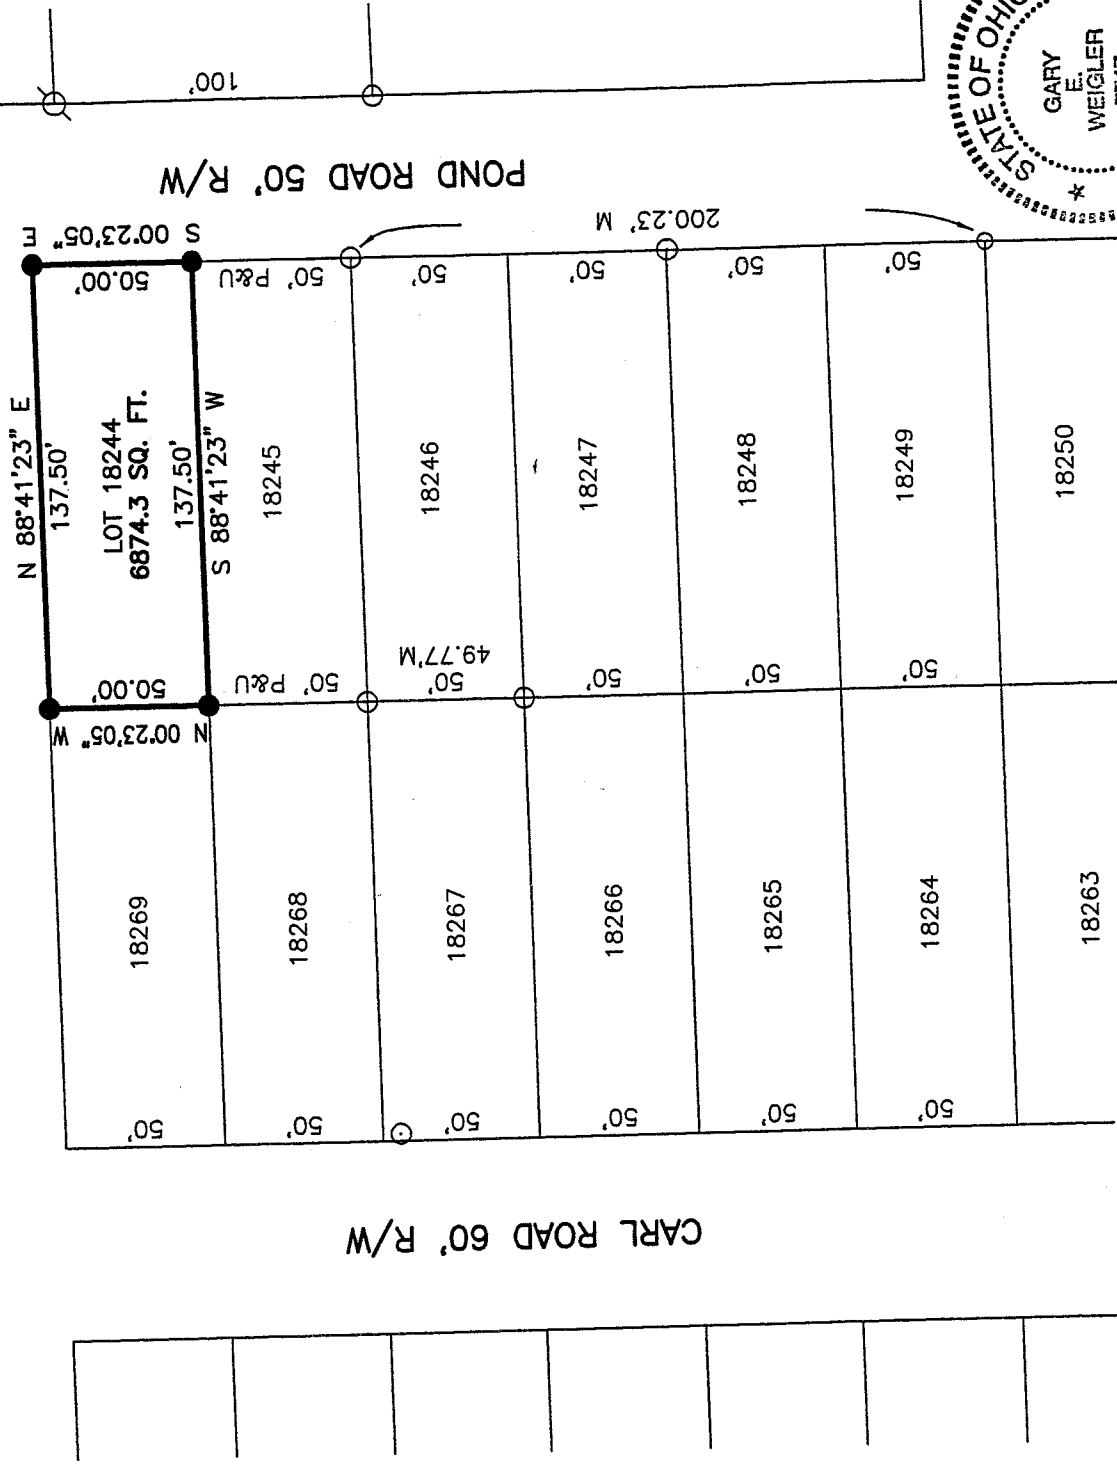 100'
POND ROAD 50' R/W
STATE OF OHIO
GARY
E.
WEIGLER
S 00°23'05" E
50.00'
N 88°41'23" E
137.50'
LOT 18244
6874.3 SQ. FT.
137.50'
S 88°41'23" W
50.00'
N 00°23'05" W
200.23' M
50' P&U
50'
50'
50'
50'
18245
18246
18247
18248
18249
18250
50' P&U
49.77'M
50'
50'
50'
50'
18269
18268
18267
18266
18265
18264
18263
50'
50'
50'
50'
50'
50'
CARL ROAD 60' R/W